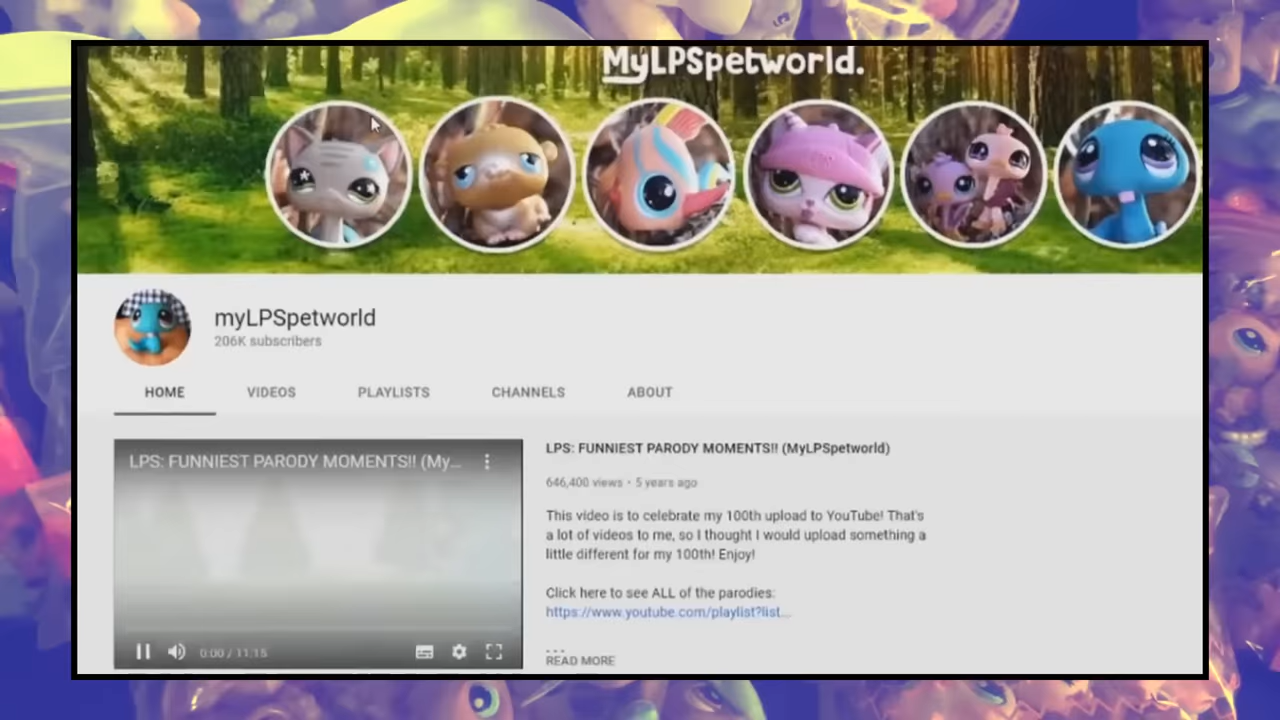 MyLPSpetworld.
myLPSpetworld
206K subscribers
HOME VIDEOS PLAYLISTS CHANNELS ABOUT
LPS: FUNNIEST PARODY MOMENTS!! (My...
0:00 / 11:15
LPS: FUNNIEST PARODY MOMENTS!! (MyLPSpetworld)
646,400 views • 5 years ago
This video is to celebrate my 100th upload to YouTube! That's
a lot of videos to me, so I thought I would upload something a
little different for my 100th! Enjoy!
Click here to see ALL of the parodies:
https://www.youtube.com/playlist?list...
...
READ MORE